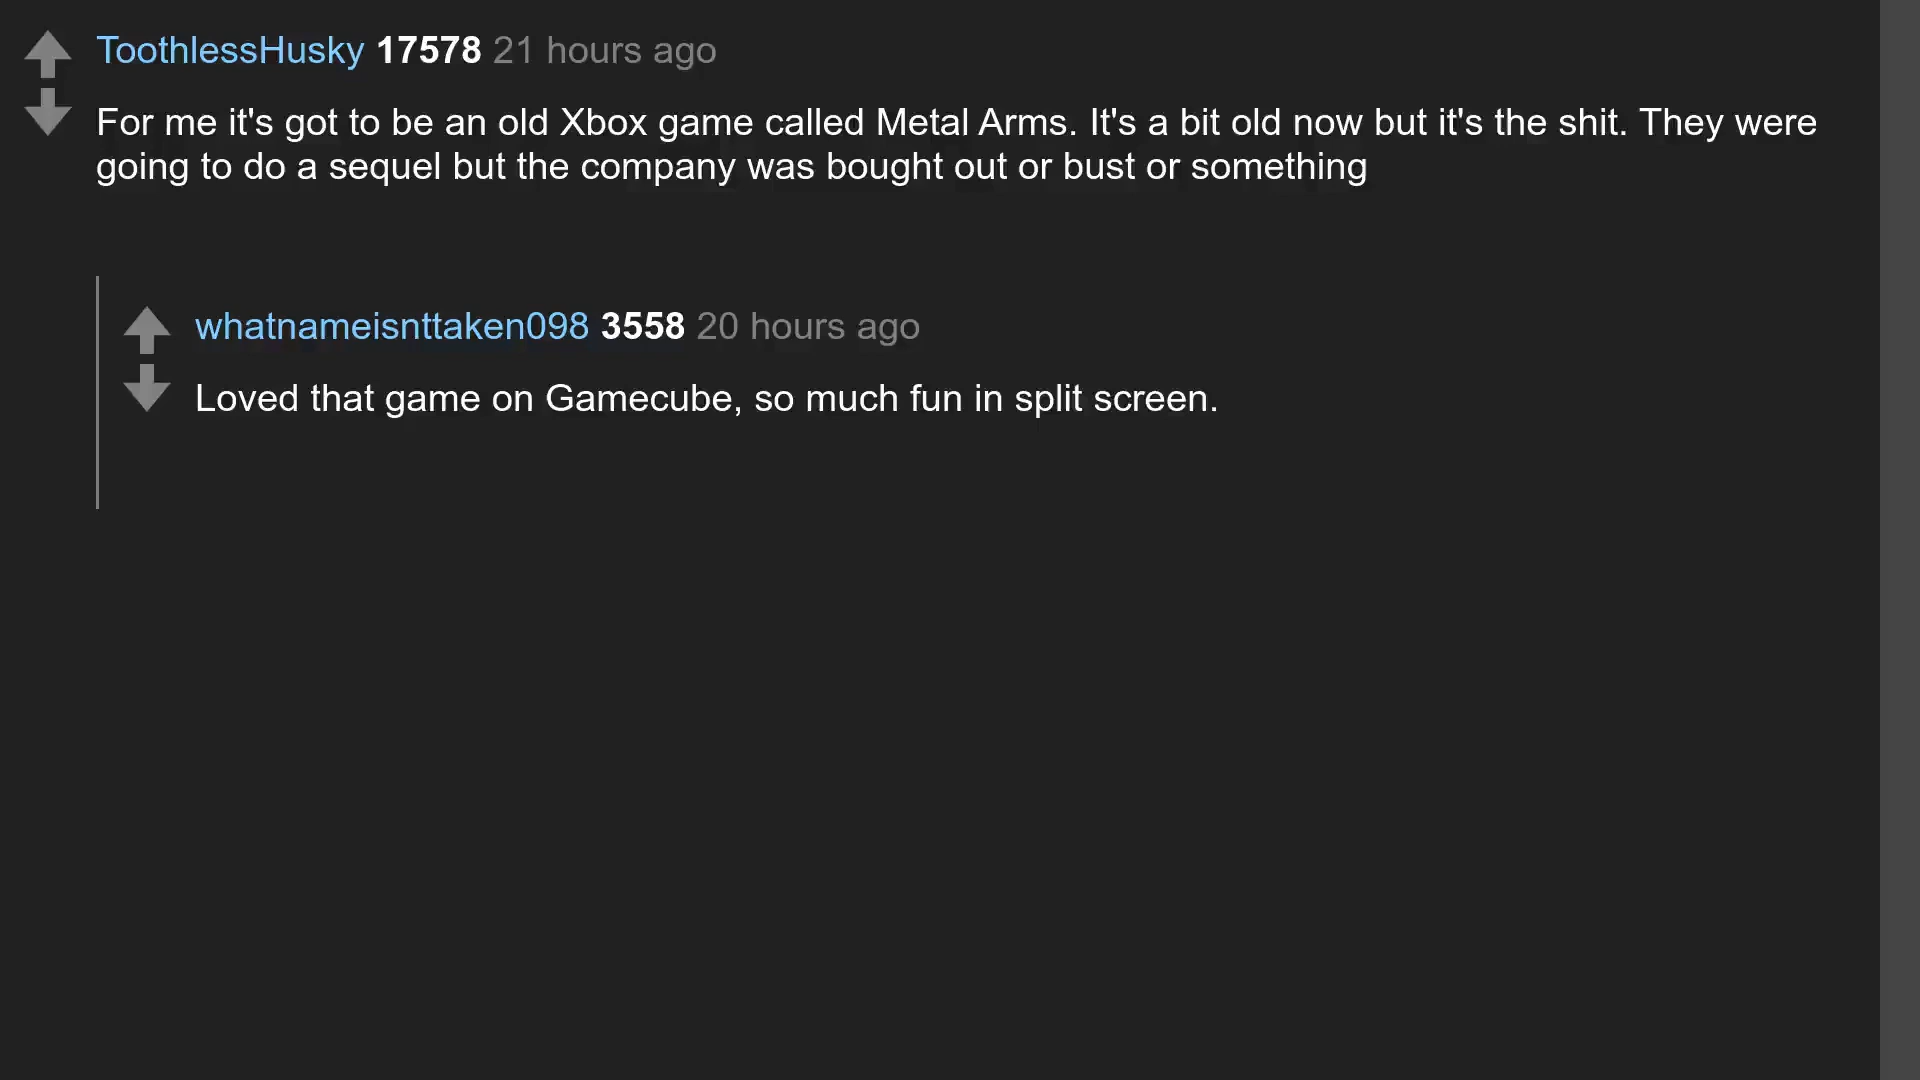 ToothlessHusky 17578 21 hours ago
For me it's got to be an old Xbox game called Metal Arms. It's a bit old now but it's the shit. They were
going to do a sequel but the company was bought out or bust or something
whatnameisnttaken098 3558 20 hours ago
Loved that game on Gamecube, so much fun in split screen.